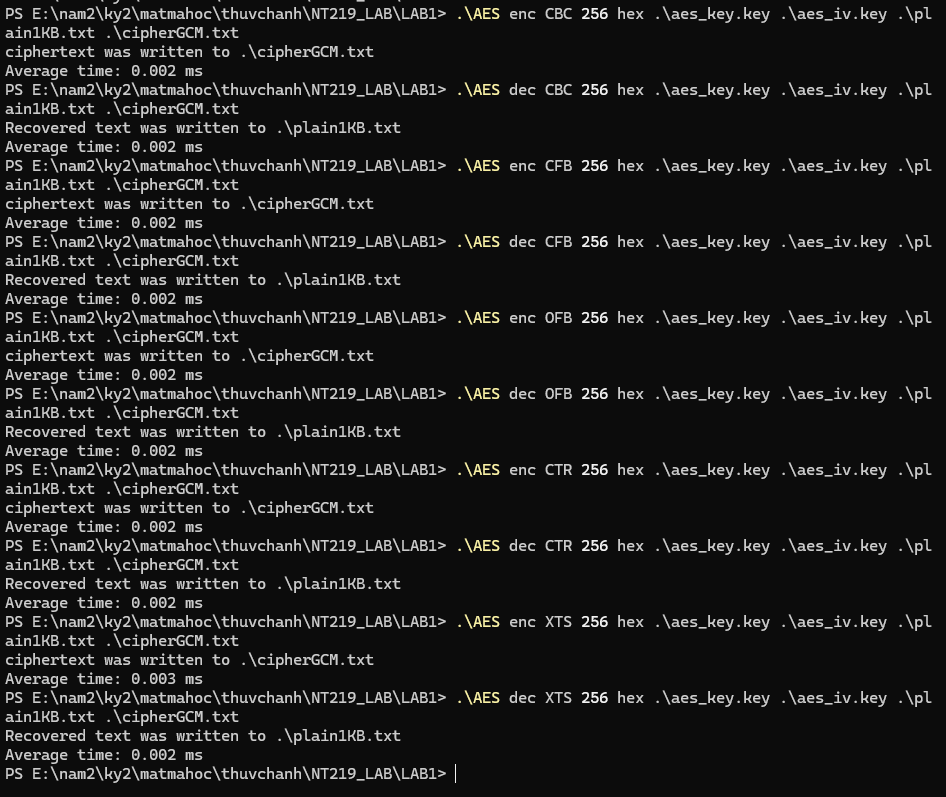 PS E:\nam2\ky2\matmahoc\thuvchanh\NT219_LAB\LAB1> .\AES enc CBC 256 hex .\aes_key.key .\aes_iv.key .\pl
ain1KB.txt .\cipherGCM.txt
ciphertext was written to .\cipherGCM.txt
Average time: 0.002 ms
PS E:\nam2\ky2\matmahoc\thuvchanh\NT219_LAB\LAB1> .\AES dec CBC 256 hex .\aes_key.key .\aes_iv.key .\pl
ain1KB.txt .\cipherGCM.txt
Recovered text was written to .\plain1KB.txt
Average time: 0.002 ms
PS E:\nam2\ky2\matmahoc\thuvchanh\NT219_LAB\LAB1> .\AES enc CFB 256 hex .\aes_key.key .\aes_iv.key .\pl
ain1KB.txt .\cipherGCM.txt
ciphertext was written to .\cipherGCM.txt
Average time: 0.002 ms
PS E:\nam2\ky2\matmahoc\thuvchanh\NT219_LAB\LAB1> .\AES dec CFB 256 hex .\aes_key.key .\aes_iv.key .\pl
ain1KB.txt .\cipherGCM.txt
Recovered text was written to .\plain1KB.txt
Average time: 0.002 ms
PS E:\nam2\ky2\matmahoc\thuvchanh\NT219_LAB\LAB1> .\AES enc OFB 256 hex .\aes_key.key .\aes_iv.key .\pl
ain1KB.txt .\cipherGCM.txt
ciphertext was written to .\cipherGCM.txt
Average time: 0.002 ms
PS E:\nam2\ky2\matmahoc\thuvchanh\NT219_LAB\LAB1> .\AES dec OFB 256 hex .\aes_key.key .\aes_iv.key .\pl
ain1KB.txt .\cipherGCM.txt
Recovered text was written to .\plain1KB.txt
Average time: 0.002 ms
PS E:\nam2\ky2\matmahoc\thuvchanh\NT219_LAB\LAB1> .\AES enc CTR 256 hex .\aes_key.key .\aes_iv.key .\pl
ain1KB.txt .\cipherGCM.txt
ciphertext was written to .\cipherGCM.txt
Average time: 0.002 ms
PS E:\nam2\ky2\matmahoc\thuvchanh\NT219_LAB\LAB1> .\AES dec CTR 256 hex .\aes_key.key .\aes_iv.key .\pl
ain1KB.txt .\cipherGCM.txt
Recovered text was written to .\plain1KB.txt
Average time: 0.002 ms
PS E:\nam2\ky2\matmahoc\thuvchanh\NT219_LAB\LAB1> .\AES enc XTS 256 hex .\aes_key.key .\aes_iv.key .\pl
ain1KB.txt .\cipherGCM.txt
ciphertext was written to .\cipherGCM.txt
Average time: 0.003 ms
PS E:\nam2\ky2\matmahoc\thuvchanh\NT219_LAB\LAB1> .\AES dec XTS 256 hex .\aes_key.key .\aes_iv.key .\pl
ain1KB.txt .\cipherGCM.txt
Recovered text was written to .\plain1KB.txt
Average time: 0.002 ms
PS E:\nam2\ky2\matmahoc\thuvchanh\NT219_LAB\LAB1>